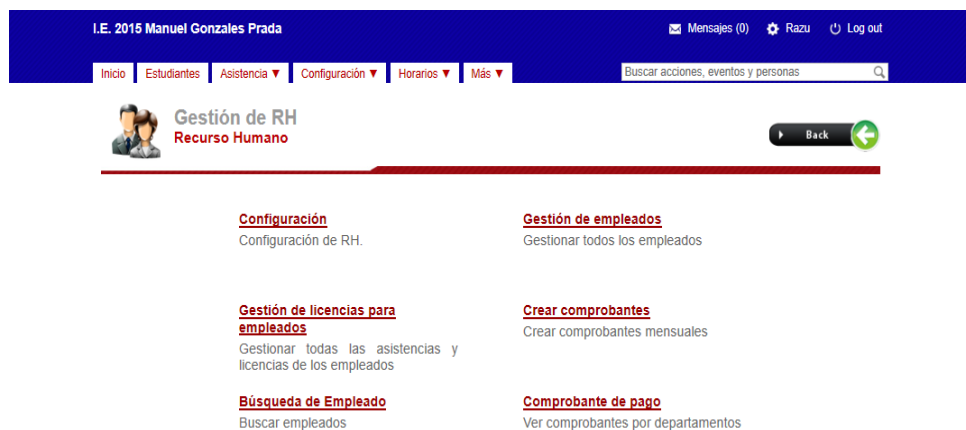 I.E. 2015 Manuel Gonzales Prada
Mensajes (0) Razu Log out
Inicio Estudiantes Asistencia ▼ Configuración ▼ Horarios ▼ Más ▼
Buscar acciones, eventos y personas
Gestión de RH
Recurso Humano
Back
Configuración
Configuración de RH.
Gestión de empleados
Gestionar todos los empleados
Gestión de licencias para
empleados
Gestionar todas las asistencias y
licencias de los empleados
Crear comprobantes
Crear comprobantes mensuales
Búsqueda de Empleado
Buscar empleados
Comprobante de pago
Ver comprobantes por departamentos